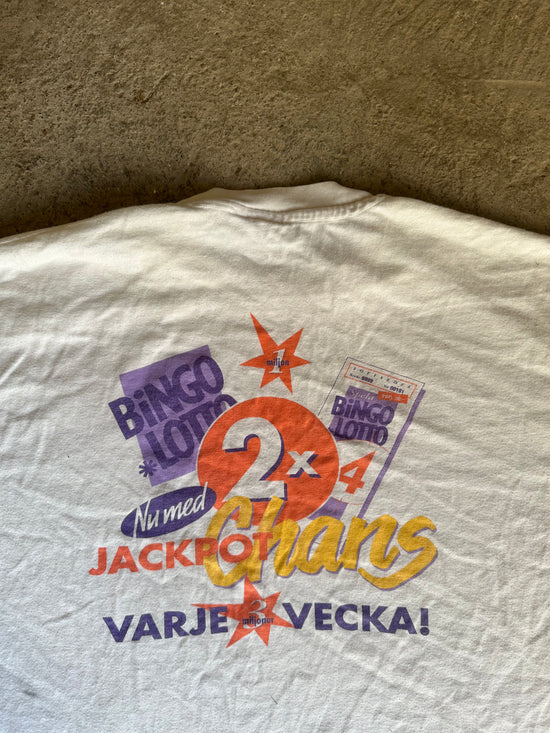 1
miljon
BiNGO
LOTTO
BiNGO
LOTTO
2x
4
Nu med
JACKPOT
Chans
VARJE
3
miljoner
VECKA!